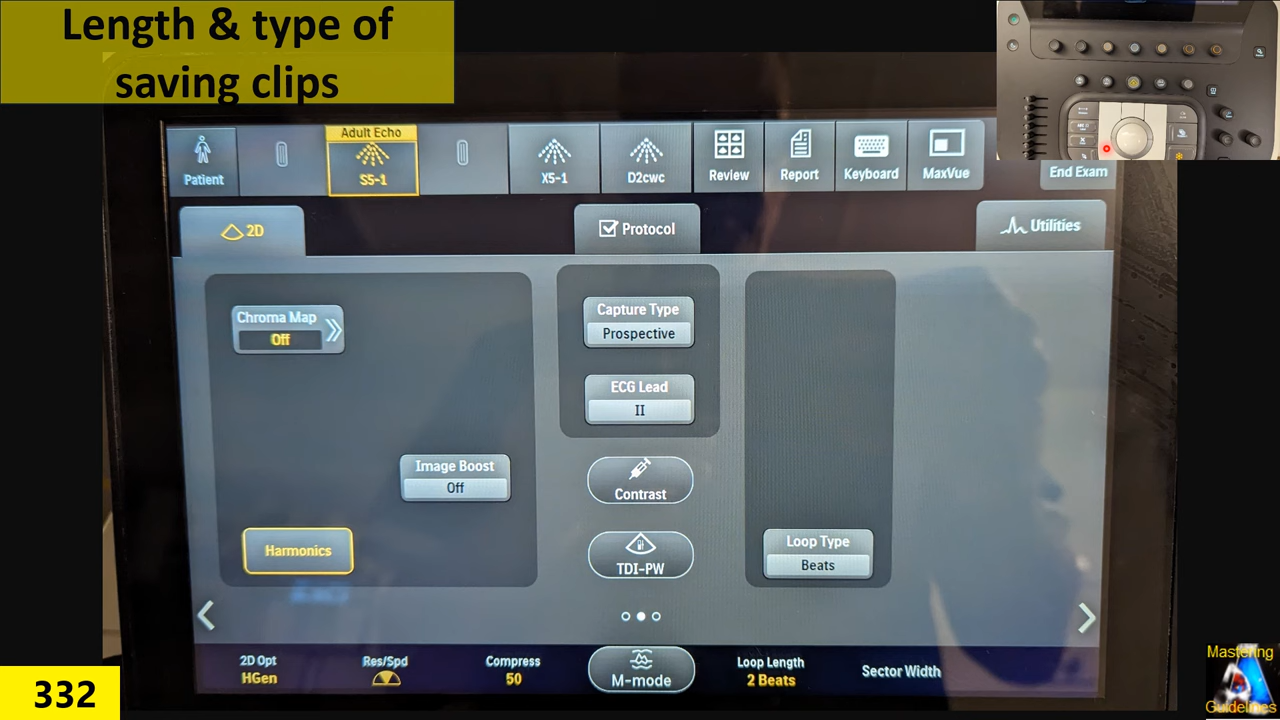 Length & type of
saving clips
Adult Echo
Patient
S5-1
X5-1
D2cwc
Review
Report
Keyboard
MaxVue
End Exam
2D
Protocol
Utilities
Chroma Map
Off
Capture Type
Prospective
ECG Lead
II
Image Boost
Off
Contrast
Harmonics
TDI-PW
Loop Type
Beats
2D Opt
HGen
Res/Spd
Compress
50
M-mode
Loop Length
2 Beats
Sector Width
332
Mastering
Guidelines